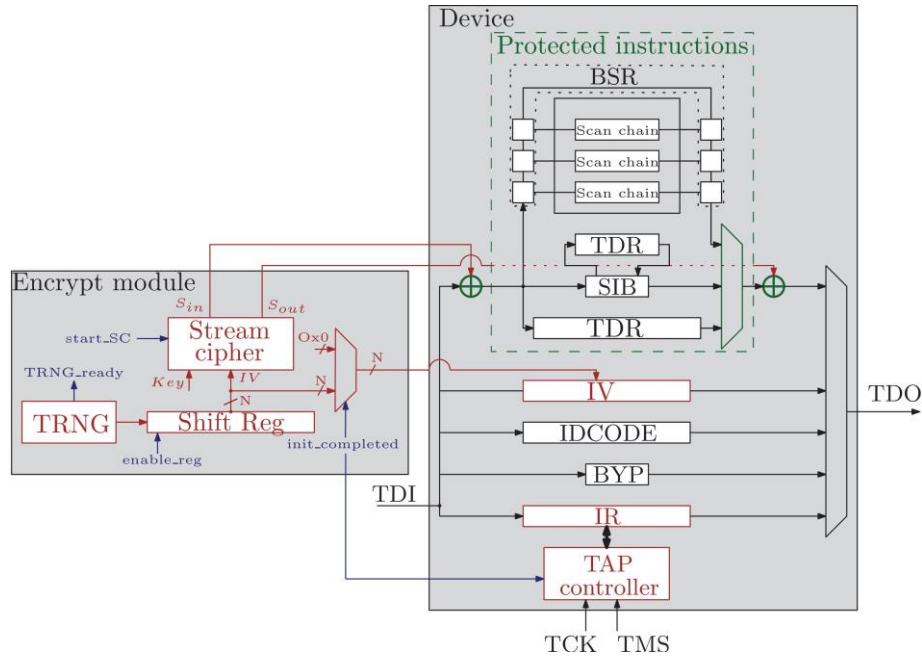 Device
Protected instructions
BSR
Scan chain
Scan chain
Scan chain
TDR
SIB
TDR
Encrypt module
S_in
S_out
start_SC
Stream
cipher
Ox0
N
N
TRNG_ready
Key
IV
N
TRNG
Shift Reg
enable_reg
init_completed
IV
IDCODE
BYP
TDI
IR
TAP
controller
TCK
TMS
TDO